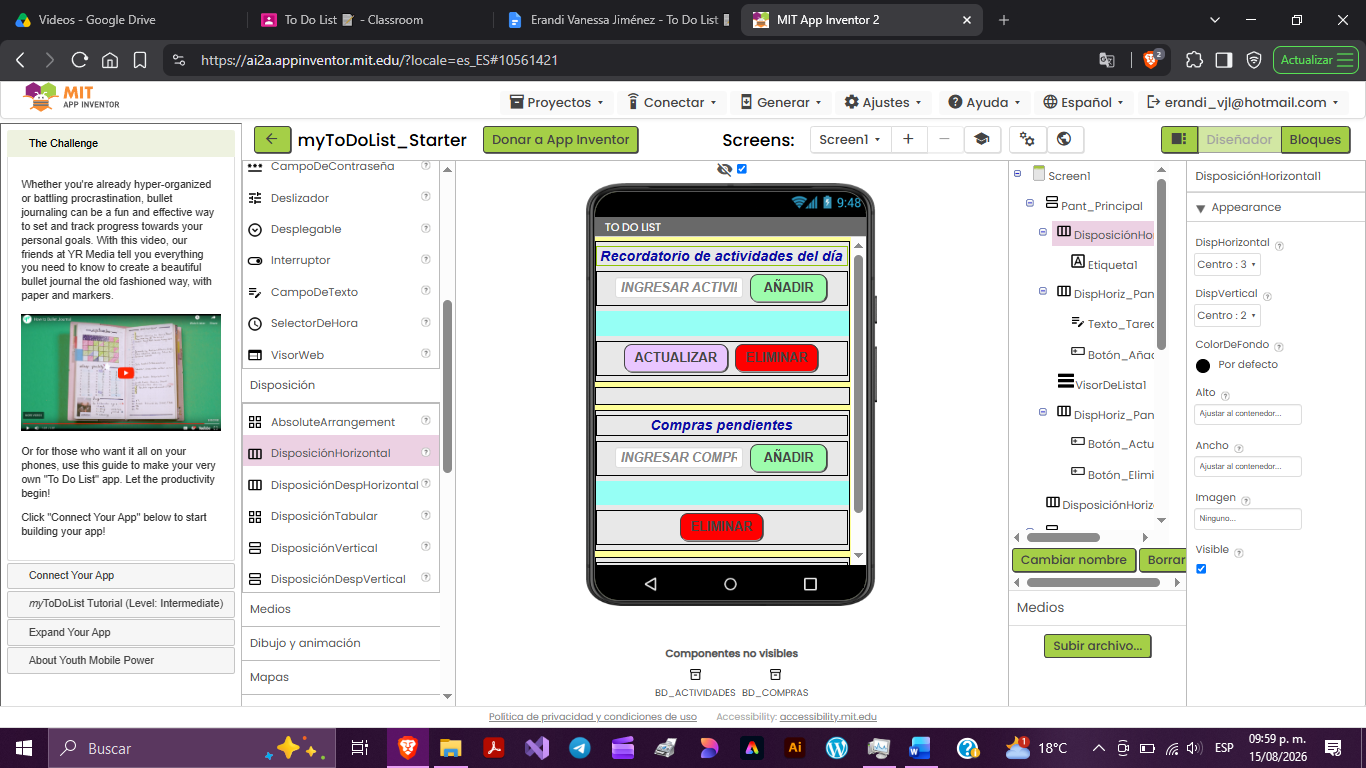 Videos - Google Drive
To Do List - Classroom
Erandi Vanessa Jiménez - To Do List
MIT App Inventor 2
https://ai2a.appinventor.mit.edu/?locale=es_ES#10561421
2
Actualizar
MIT
APP INVENTOR
Proyectos
Conectar
Generar
Ajustes
Ayuda
Español
erandi_vjl@hotmail.com
The Challenge
myToDoList_Starter
Donar a App Inventor
Screens:
Screen1
Diseñador
Bloques
Whether you're already hyper-organized
or battling procrastination, bullet
journaling can be a fun and effective way
to set and track progress towards your
personal goals. With this video, our
friends at YR Media tell you everything
you need to know to create a beautiful
bullet journal the old fashioned way, with
paper and markers.
Or for those who want it all on your
phones, use this guide to make your very
own "To Do List" app. Let the productivity
begin!
Click "Connect Your App" below to start
building your app!
Connect Your App
myToDoList Tutorial (Level: Intermediate)
Expand Your App
About Youth Mobile Power
CampoDeContraseña
Deslizador
Desplegable
Interruptor
CampoDeTexto
SelectorDeHora
VisorWeb
Disposición
AbsoluteArrangement
DisposiciónHorizontal
DisposiciónDespHorizontal
DisposiciónTabular
DisposiciónVertical
DisposiciónDespVertical
Medios
Dibujo y animación
Mapas
9:48
TO DO LIST
Recordatorio de actividades del día
INGRESAR ACTIVI
AÑADIR
ACTUALIZAR
ELIMINAR
Compras pendientes
INGRESAR COMPR
AÑADIR
ELIMINAR
Componentes no visibles
BD_ACTIVIDADES
BD_COMPRAS
Screen1
Pant_Principal
DisposiciónHo
Etiqueta1
DispHoriz_Pan
Texto_Tarea
Botón_Aña
VisorDeLista1
DispHoriz_Pan
Botón_Actu
Botón_Elimi
DisposiciónHoriz
Cambiar nombre
Borrar
Medios
Subir archivo...
DisposiciónHorizontal1
Appearance
DispHorizontal
Centro : 3
DispVertical
Centro : 2
ColorDeFondo
Por defecto
Alto
Ajustar al contenedor...
Ancho
Ajustar al contenedor...
Imagen
Ninguno...
Visible
Política de privacidad y condiciones de uso
Accessibility: accessibility.mit.edu
Buscar
Ai
1
18°C
ESP
09:59 p. m.
15/08/2026